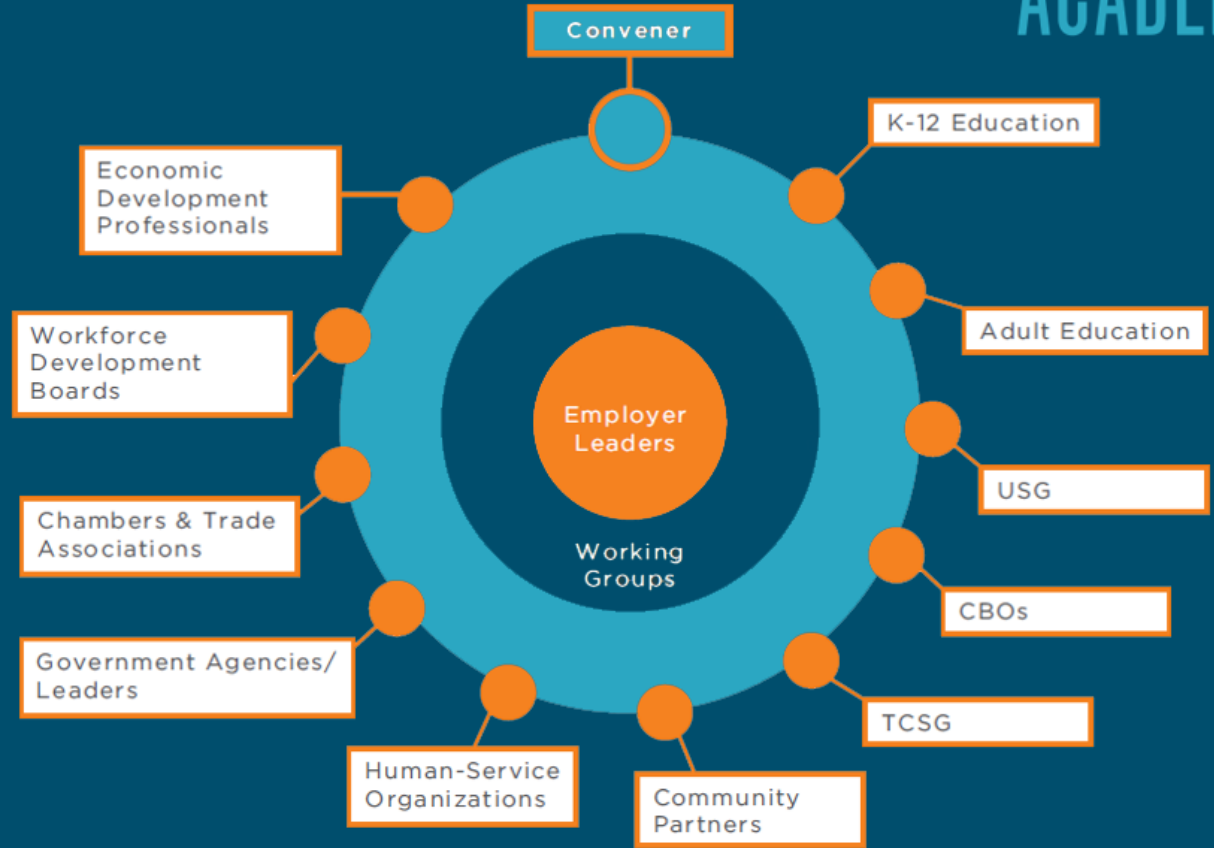 Convener
K-12 Education
Economic
Development
Professionals
Adult Education
Workforce
Development
Boards
Employer
Leaders
USG
Chambers & Trade
Associations
Working
Groups
CBOs
Government Agencies/
Leaders
TCSG
Human-Service
Organizations
Community
Partners